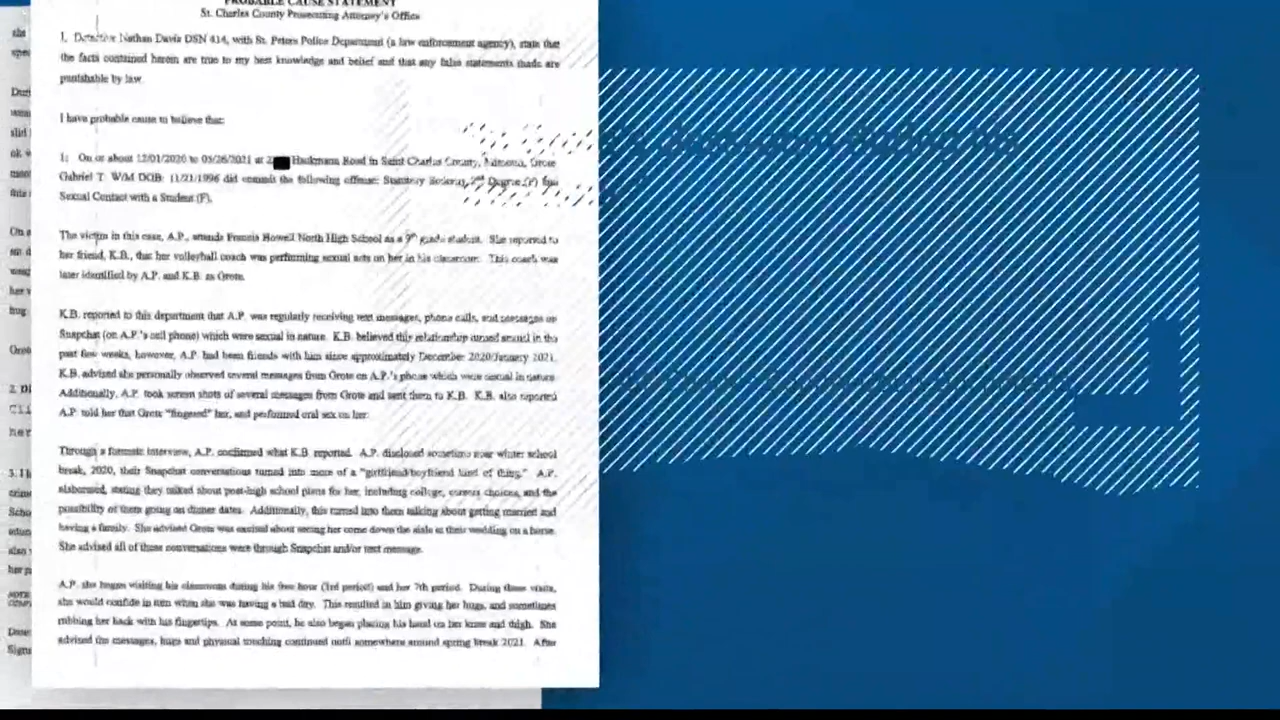 PROBABLE CAUSE STATEMENT
St. Charles County Prosecuting Attorney's Office
I, Detective Nathan Davis DSN 414, with St. Peters Police Department (a law enforcement agency), state that
the facts contained herein are true to my best knowledge and belief and that any false statements made are
punishable by law.
I have probable cause to believe that:
1. On or about 12/01/2020 to 05/26/2021 at Hackmann Road in Saint Charles County, Missouri, Grote
Gabriel T. W/M DOB: 11/21/1996 did commit the following offense: Statutory Sodomy, 2nd Degree (F)
Sexual Contact with a Student (F).
The victim in this case, A.P., attends Francis Howell North High School as a 9th grade student. She reported to
her friend, K.B., that her volleyball coach was performing sexual acts on her in his classroom. This coach was
later identified by A.P. and K.B. as Grote.
K.B. reported to this department that A.P. was regularly receiving text messages, phone calls, and messages on
Snapchat (on A.P.'s cell phone) which were sexual in nature. K.B. believed this relationship turned sexual in the
past few weeks, however, A.P. had been friends with him since approximately December 2020/January 2021.
K.B. advised she personally observed several messages from Grote on A.P.'s phone which were sexual in nature.
Additionally, A.P. took screen shots of several messages from Grote and sent them to K.B. K.B. also reported
A.P. told her that Grote "fingered" her, and performed oral sex on her.
Through a forensic interview, A.P. confirmed what K.B. reported. A.P. disclosed sometime near winter school
break, 2020, their Snapchat conversations turned into more of a "girlfriend/boyfriend kind of thing." A.P.
elaborated, stating they talked about post-high school plans for her, including college, careers choices, and the
possibility of them going on dinner dates. Additionally, this turned into them talking about getting married and
having a family. She advised Grote was excited about seeing her come down the aisle at their wedding on a horse.
She advised all of these conversations were through Snapchat and/or text message.
A.P. she began visiting his classroom during his free hour (3rd period) and her 7th period. During these visits,
she would confide in him when she was having a bad day. This resulted in him giving her hugs, and sometimes
rubbing her back with his fingertips. At some point, he also began placing his hand on her knee and thigh. She
advised the messages, hugs and physical touching continued until somewhere around spring break 2021. After